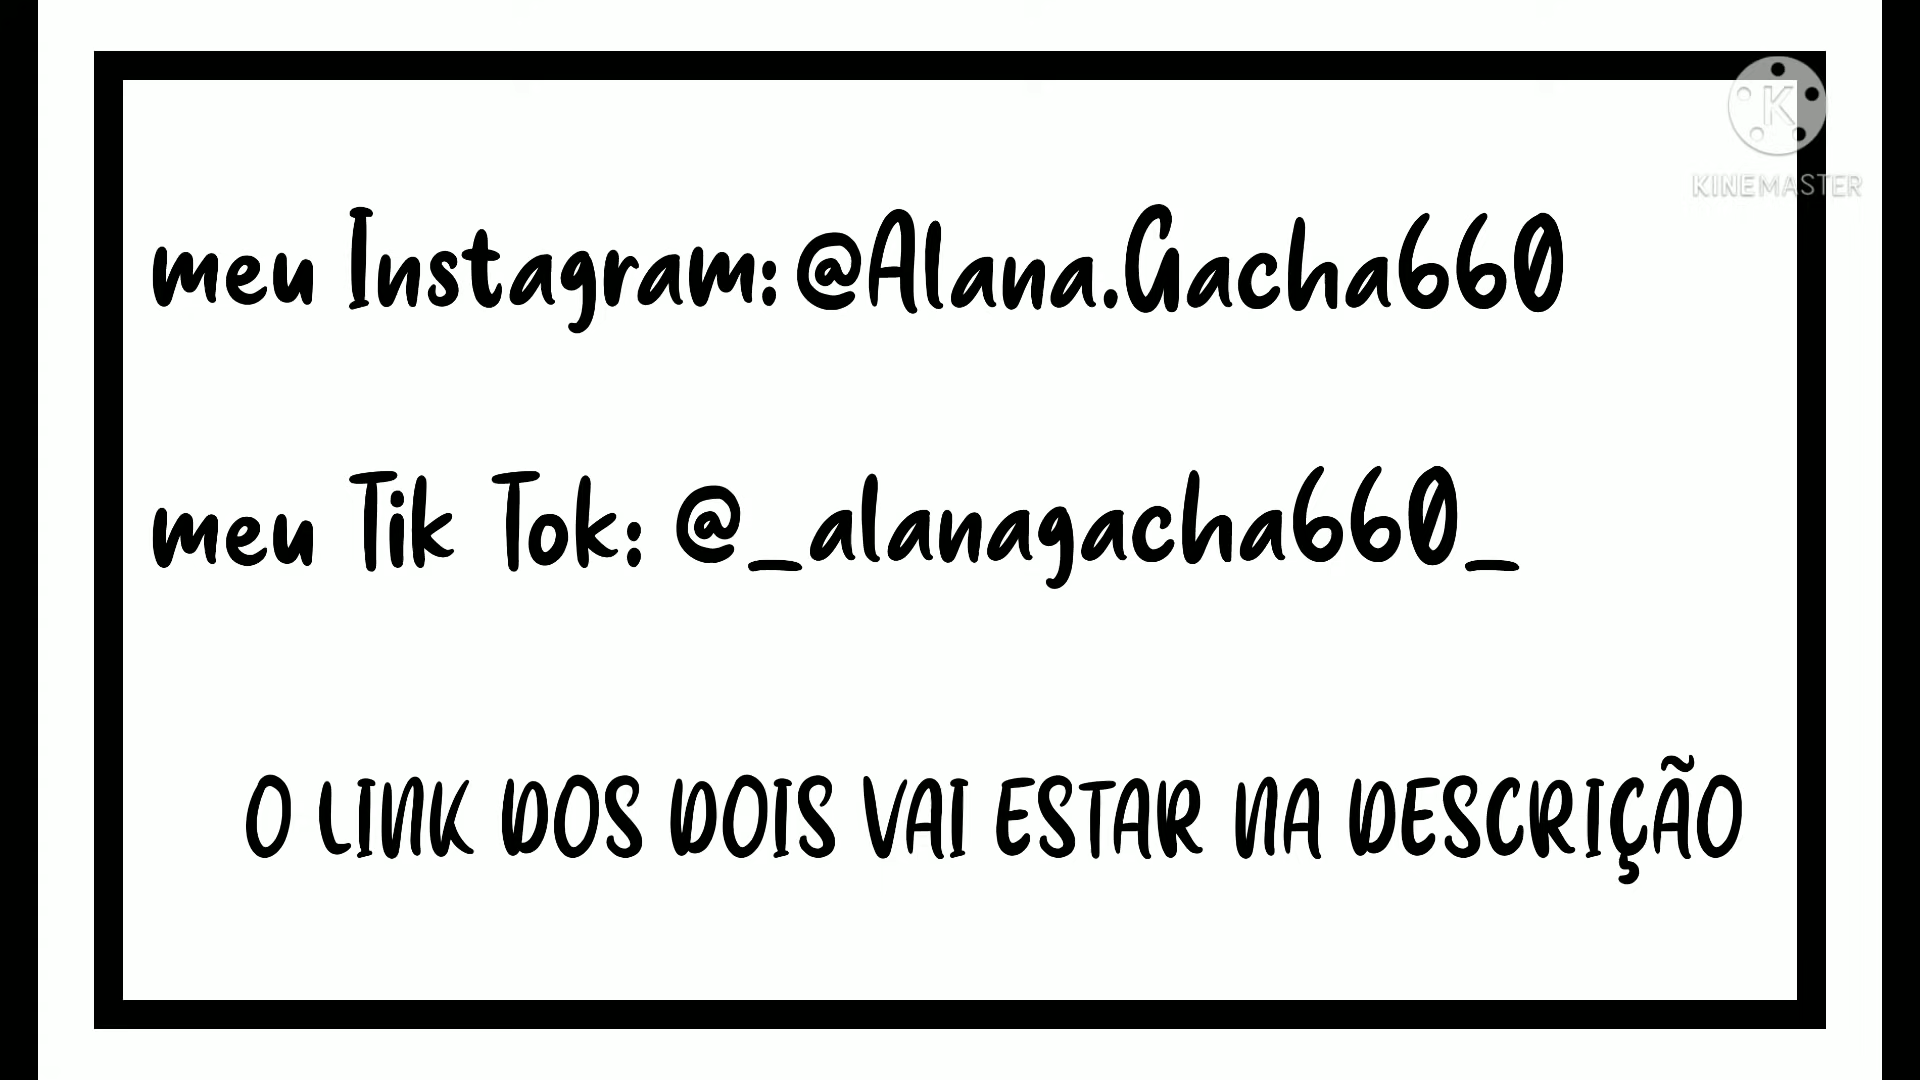 K
KINEMASTER
meu Instagram:@Alana.Gacha660
meu Tik Tok: @_alanagacha660_
O LINK DOS DOIS VAI ESTAR NA DESCRIÇÃO